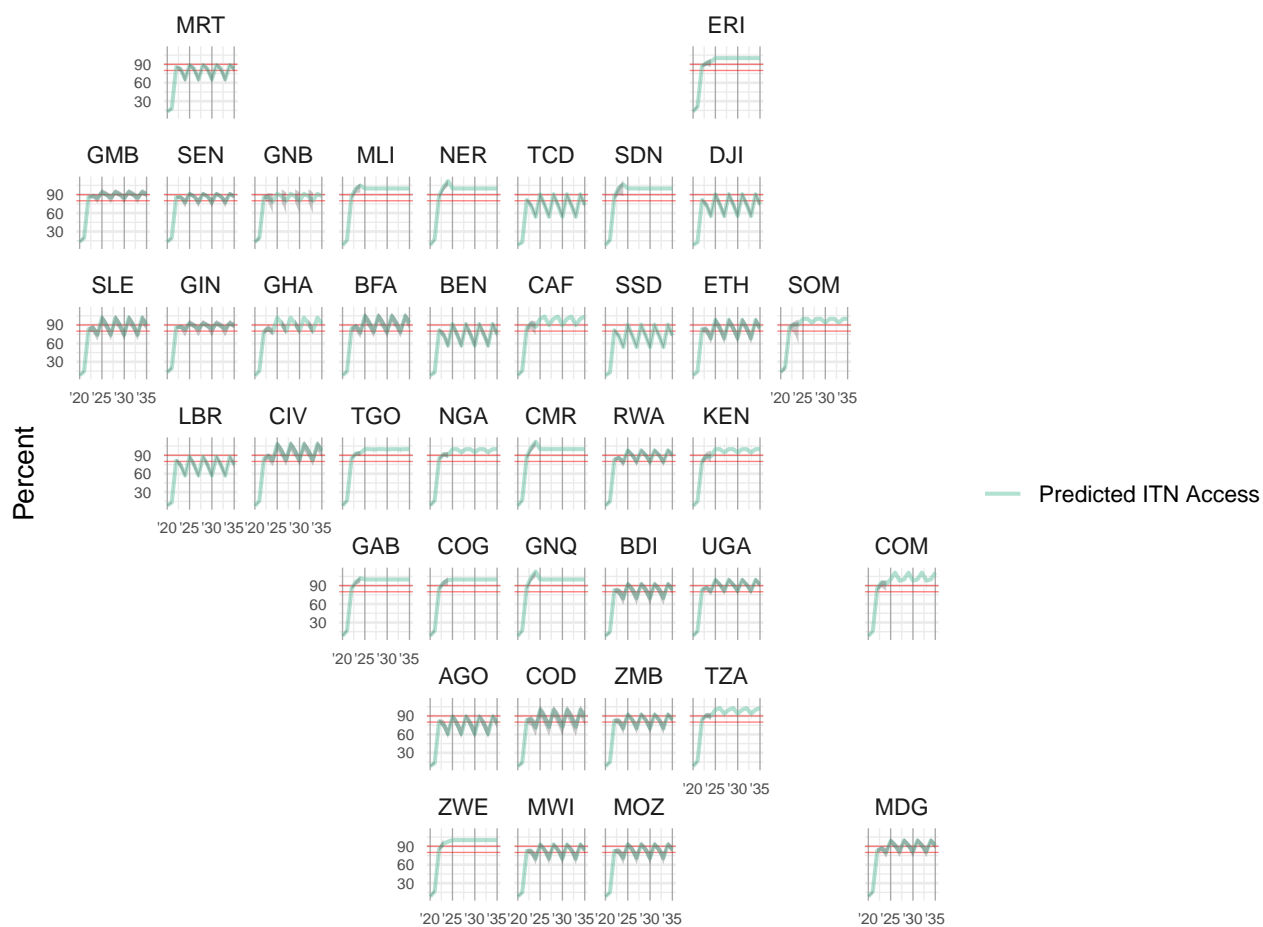 MRT ERI
90
60
30
GMB SEN GNB MLI NER TCD SDN DJI
90
60
30
SLE GIN GHA BFA BEN CAF SSD ETH SOM
90
60
30
'20 '25 '30 '35 '20 '25 '30 '35
LBR CIV TGO NGA CMR RWA KEN
90
60
30
'20 '25 '30 '35 '20 '25 '30 '35
GAB COG GNQ BDI UGA COM
90
60
30
'20 '25 '30 '35
AGO COD ZMB TZA
90
60
30
'20 '25 '30 '35
ZWE MWI MOZ MDG
90
60
30
'20 '25 '30 '35 '20 '25 '30 '35 '20 '25 '30 '35 '20 '25 '30 '35
Percent
Predicted ITN Access